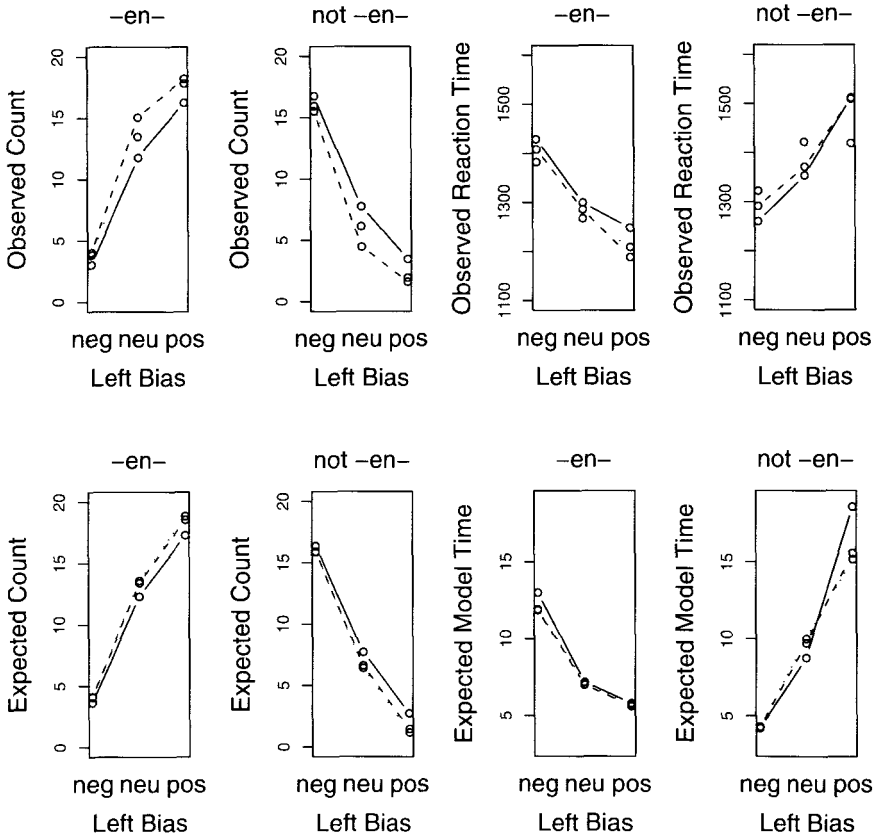 –en–
not –en–
–en–
not –en–
Observed Count
0 5 10 15 20
neg neu pos
Left Bias
Observed Count
0 5 10 15 20
neg neu pos
Left Bias
Observed Reaction Time
1100 1300 1500
neg neu pos
Left Bias
Observed Reaction Time
1100 1300 1500
neg neu pos
Left Bias
–en–
not –en–
–en–
not –en–
Expected Count
0 5 10 15 20
neg neu pos
Left Bias
Expected Count
0 5 10 15 20
neg neu pos
Left Bias
Expected Model Time
5 10 15
neg neu pos
Left Bias
Expected Model Time
5 10 15
neg neu pos
Left Bias